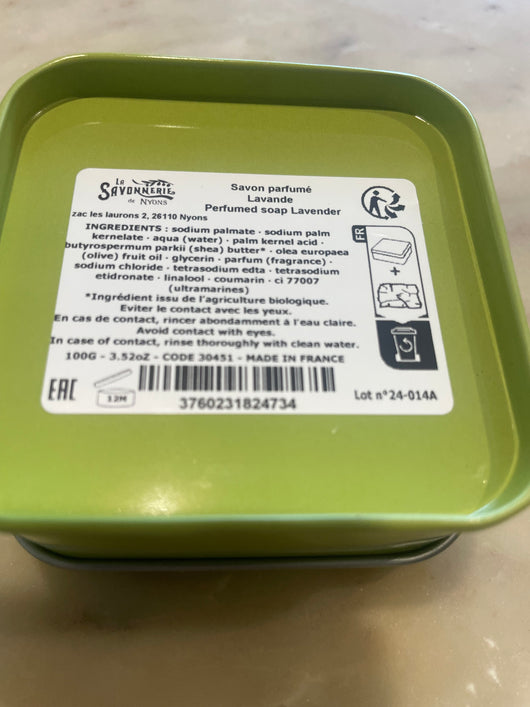 LA
SAVONNERIE
de NYONS
Savon parfumé
Lavande
Perfumed soap Lavender
zac les laurons 2, 26110 Nyons
INGREDIENTS : sodium palmate · sodium palm
kernelate · aqua (water) · palm kernel acid ·
butyrospermum parkii (shea) butter* · olea europaea
(olive) fruit oil · glycerin · parfum (fragrance) ·
sodium chloride · tetrasodium edta · tetrasodium
etidronate · linalool · coumarin · ci 77007
(ultramarines)
*Ingrédient issu de l'agriculture biologique.
Eviter le contact avec les yeux.
En cas de contact, rincer abondamment à l'eau claire.
Avoid contact with eyes.
In case of contact, rinse thoroughly with clean water.
100G - 3.52oZ - CODE 30451 - MADE IN FRANCE
FR
+
EAC
12M
3760231824734
Lot n°24-014A